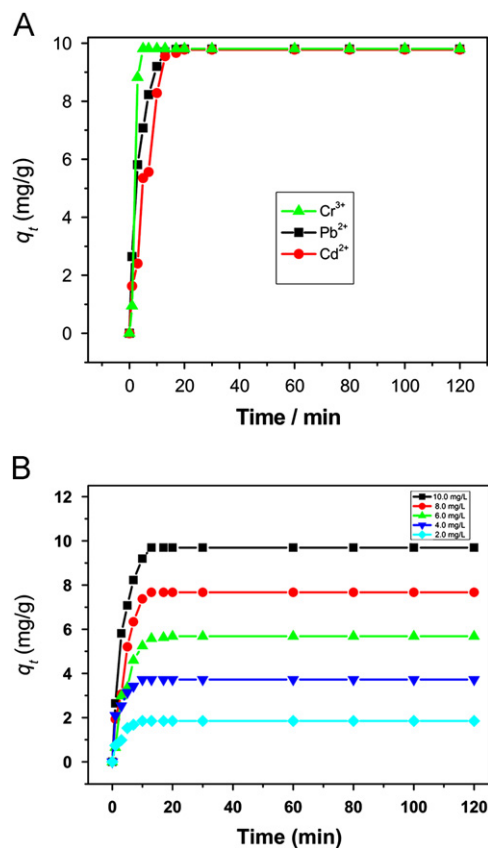 A
10
8
6
4
2
0
q_t (mg/g)
Cr³⁺
Pb²⁺
Cd²⁺
0 20 40 60 80 100 120
Time / min
B
12
10
8
6
4
2
0
q_t (mg/g)
10.0 mg/L
8.0 mg/L
6.0 mg/L
4.0 mg/L
2.0 mg/L
0 20 40 60 80 100 120
Time (min)